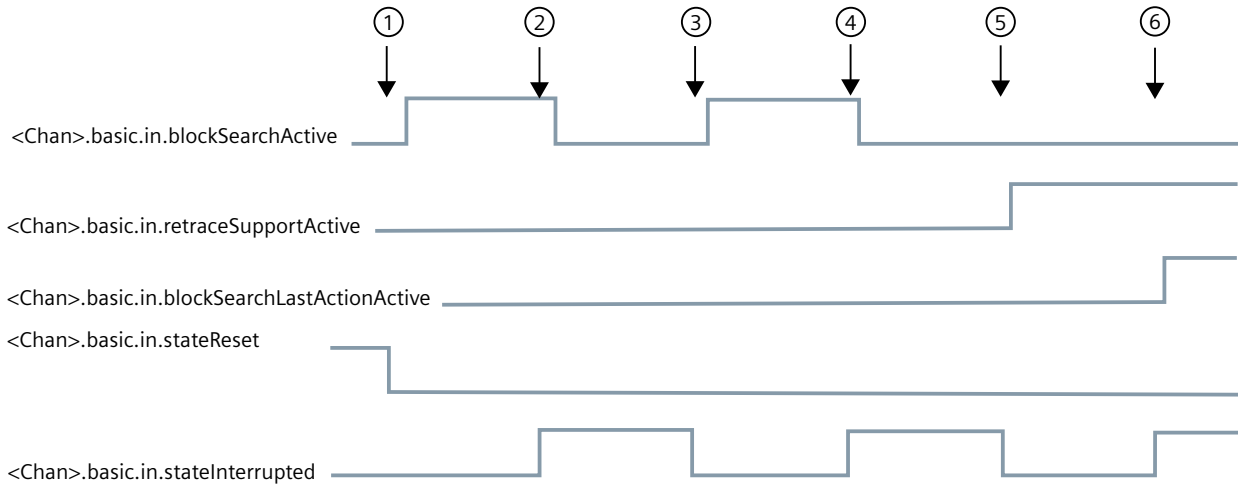 1 2 3 4 5 6
<Chan>.basic.in.blockSearchActive
<Chan>.basic.in.retraceSupportActive
<Chan>.basic.in.blockSearchLastActionActive
<Chan>.basic.in.stateReset
<Chan>.basic.in.stateInterrupted